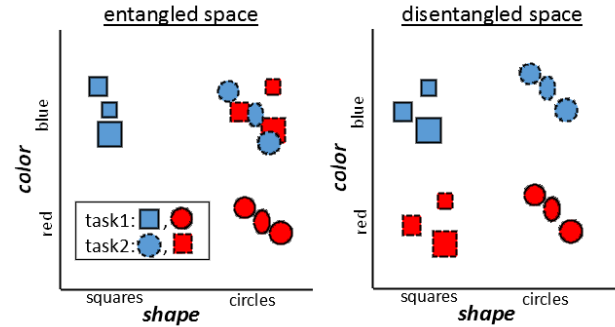 entangled space
disentangled space
color
blue
red
task1: ,
task2: ,
squares
circles
shape
color
blue
red
squares
circles
shape